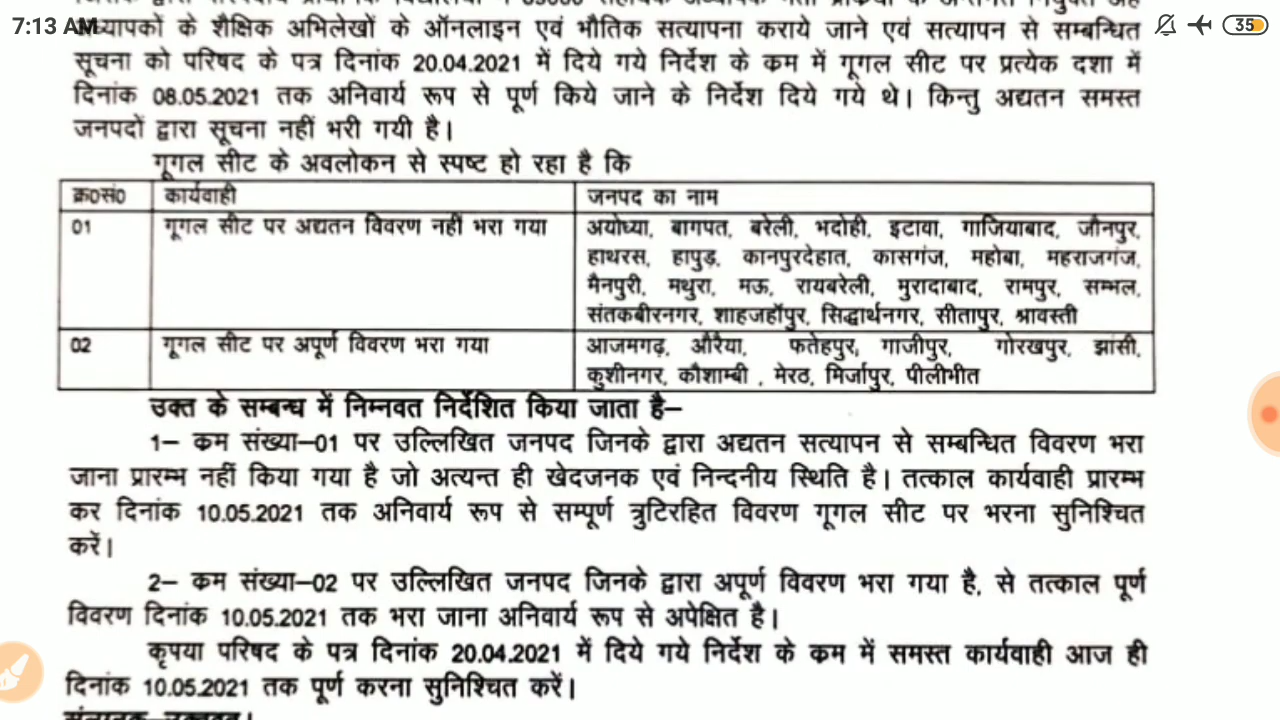 7:13 AM
35
अध्यापकों के शैक्षिक अभिलेखों के ऑनलाइन एवं भौतिक सत्यापना कराये जाने एवं सत्यापन से सम्बन्धित
सूचना को परिषद के पत्र दिनांक 20.04.2021 में दिये गये निर्देश के क्रम में गूगल सीट पर प्रत्येक दशा में
दिनांक 08.05.2021 तक अनिवार्य रूप से पूर्ण किये जाने के निर्देश दिये गये थे। किन्तु अद्यतन समस्त
जनपदों द्वारा सूचना नहीं भरी गयी है।
गूगल सीट के अवलोकन से स्पष्ट हो रहा है कि
क्र०सं० कार्यवाही जनपद का नाम
01 गूगल सीट पर अद्यतन विवरण नहीं भरा गया अयोध्या, बागपत, बरेली, भदोही, इटावा, गाजियाबाद, जौनपुर,
हाथरस, हापुड़, कानपुरदेहात, कासगंज, महोबा, महराजगंज,
मैनपुरी, मथुरा, मऊ, रायबरेली, मुरादाबाद, रामपुर, सम्भल,
संतकबीरनगर, शाहजहाँपुर, सिद्धार्थनगर, सीतापुर, श्रावस्ती
02 गूगल सीट पर अपूर्ण विवरण भरा गया आजमगढ़, औरैया, फतेहपुर, गाजीपुर, गोरखपुर, झांसी,
कुशीनगर, कौशाम्बी , मेरठ, मिर्जापुर, पीलीभीत
उक्त के सम्बन्ध में निम्नवत निर्देशित किया जाता है–
1– क्रम संख्या–01 पर उल्लिखित जनपद जिनके द्वारा अद्यतन सत्यापन से सम्बन्धित विवरण भरा
जाना प्रारम्भ नहीं किया गया है जो अत्यन्त ही खेदजनक एवं निन्दनीय स्थिति है। तत्काल कार्यवाही प्रारम्भ
कर दिनांक 10.05.2021 तक अनिवार्य रूप से सम्पूर्ण त्रुटिरहित विवरण गूगल सीट पर भरना सुनिश्चित
करें।
2– क्रम संख्या–02 पर उल्लिखित जनपद जिनके द्वारा अपूर्ण विवरण भरा गया है, से तत्काल पूर्ण
विवरण दिनांक 10.05.2021 तक भरा जाना अनिवार्य रूप से अपेक्षित है।
कृपया परिषद के पत्र दिनांक 20.04.2021 में दिये गये निर्देश के क्रम में समस्त कार्यवाही आज ही
दिनांक 10.05.2021 तक पूर्ण करना सुनिश्चित करें।